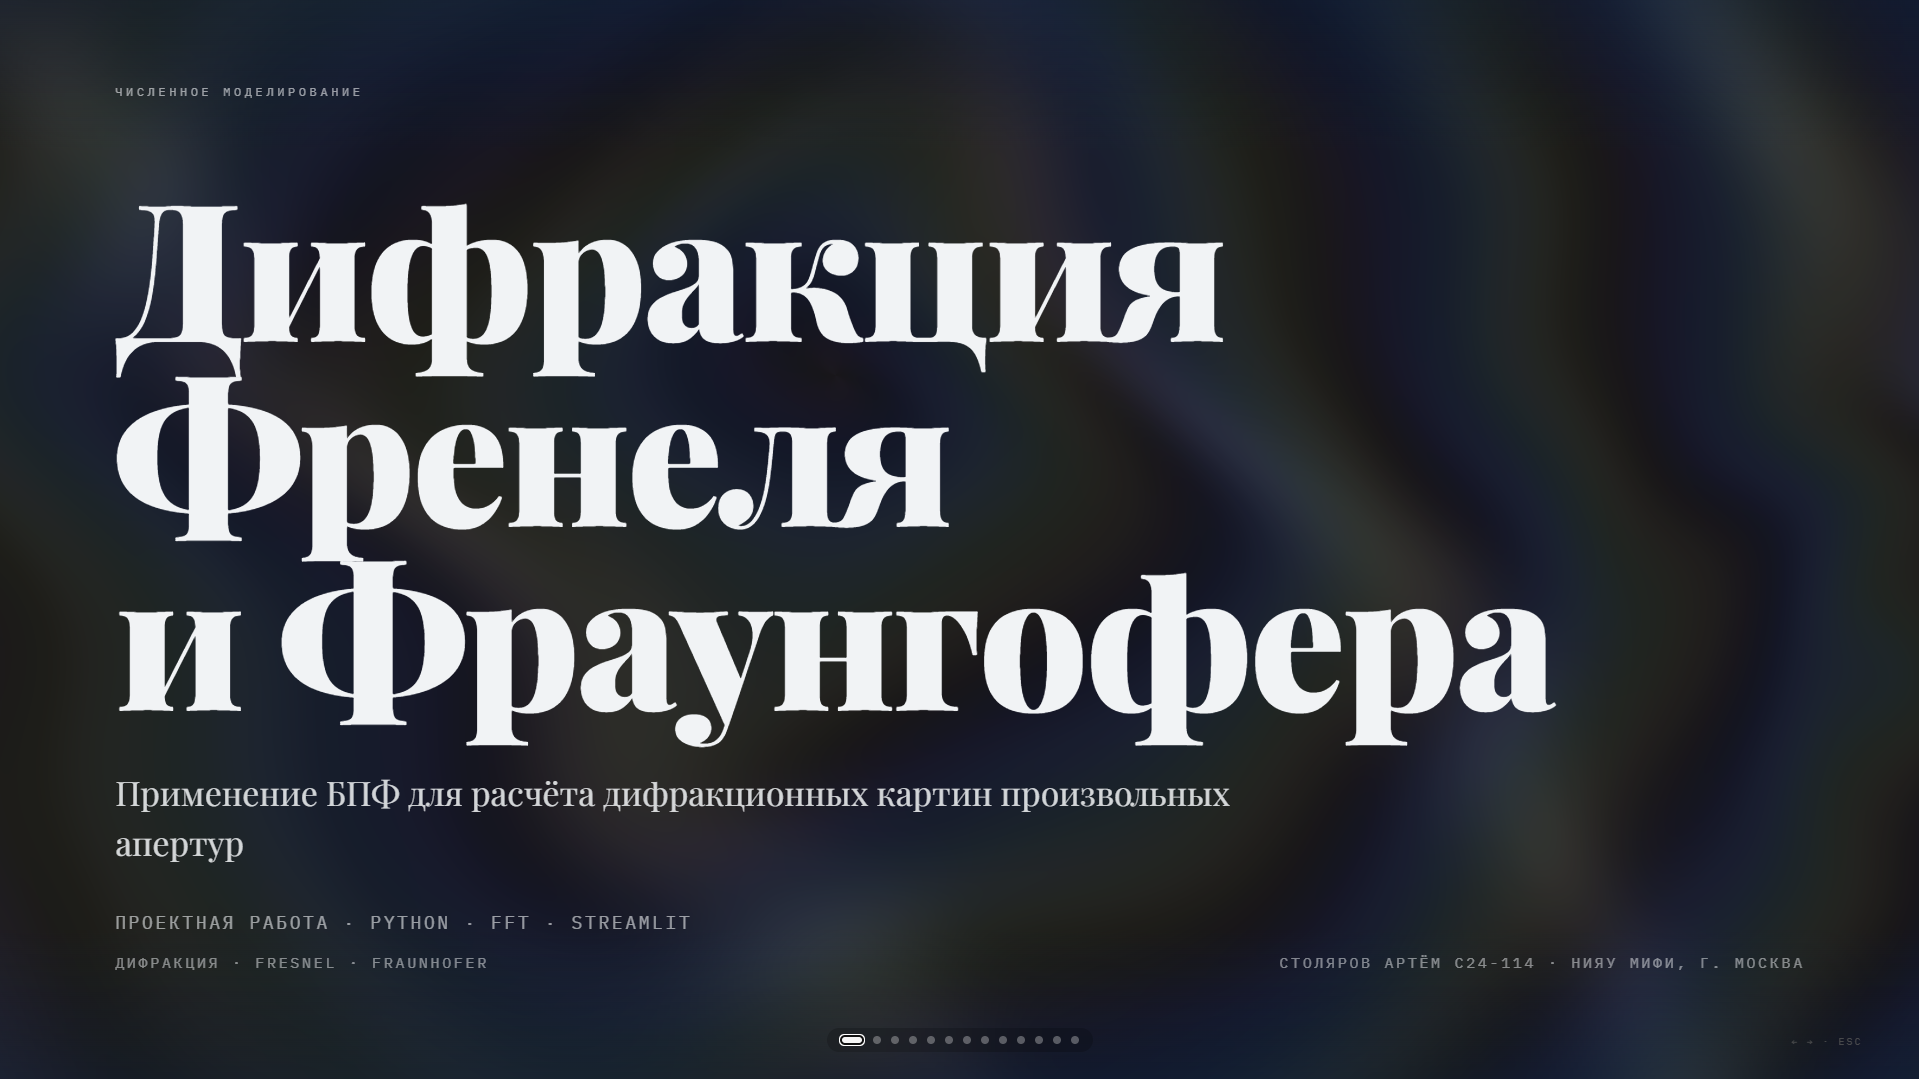 ЧИСЛЕННОЕ МОДЕЛИРОВАНИЕ
Дифракция
Френеля
и Фраунгофера
Применение БПФ для расчёта дифракционных картин произвольных
апертур
ПРОЕКТНАЯ РАБОТА · PYTHON · FFT · STREAMLIT
ДИФРАКЦИЯ · FRESNEL · FRAUNHOFER
СТОЛЯРОВ АРТЁМ С24-114 · НИЯУ МИФИ, Г. МОСКВА
← → · ESC